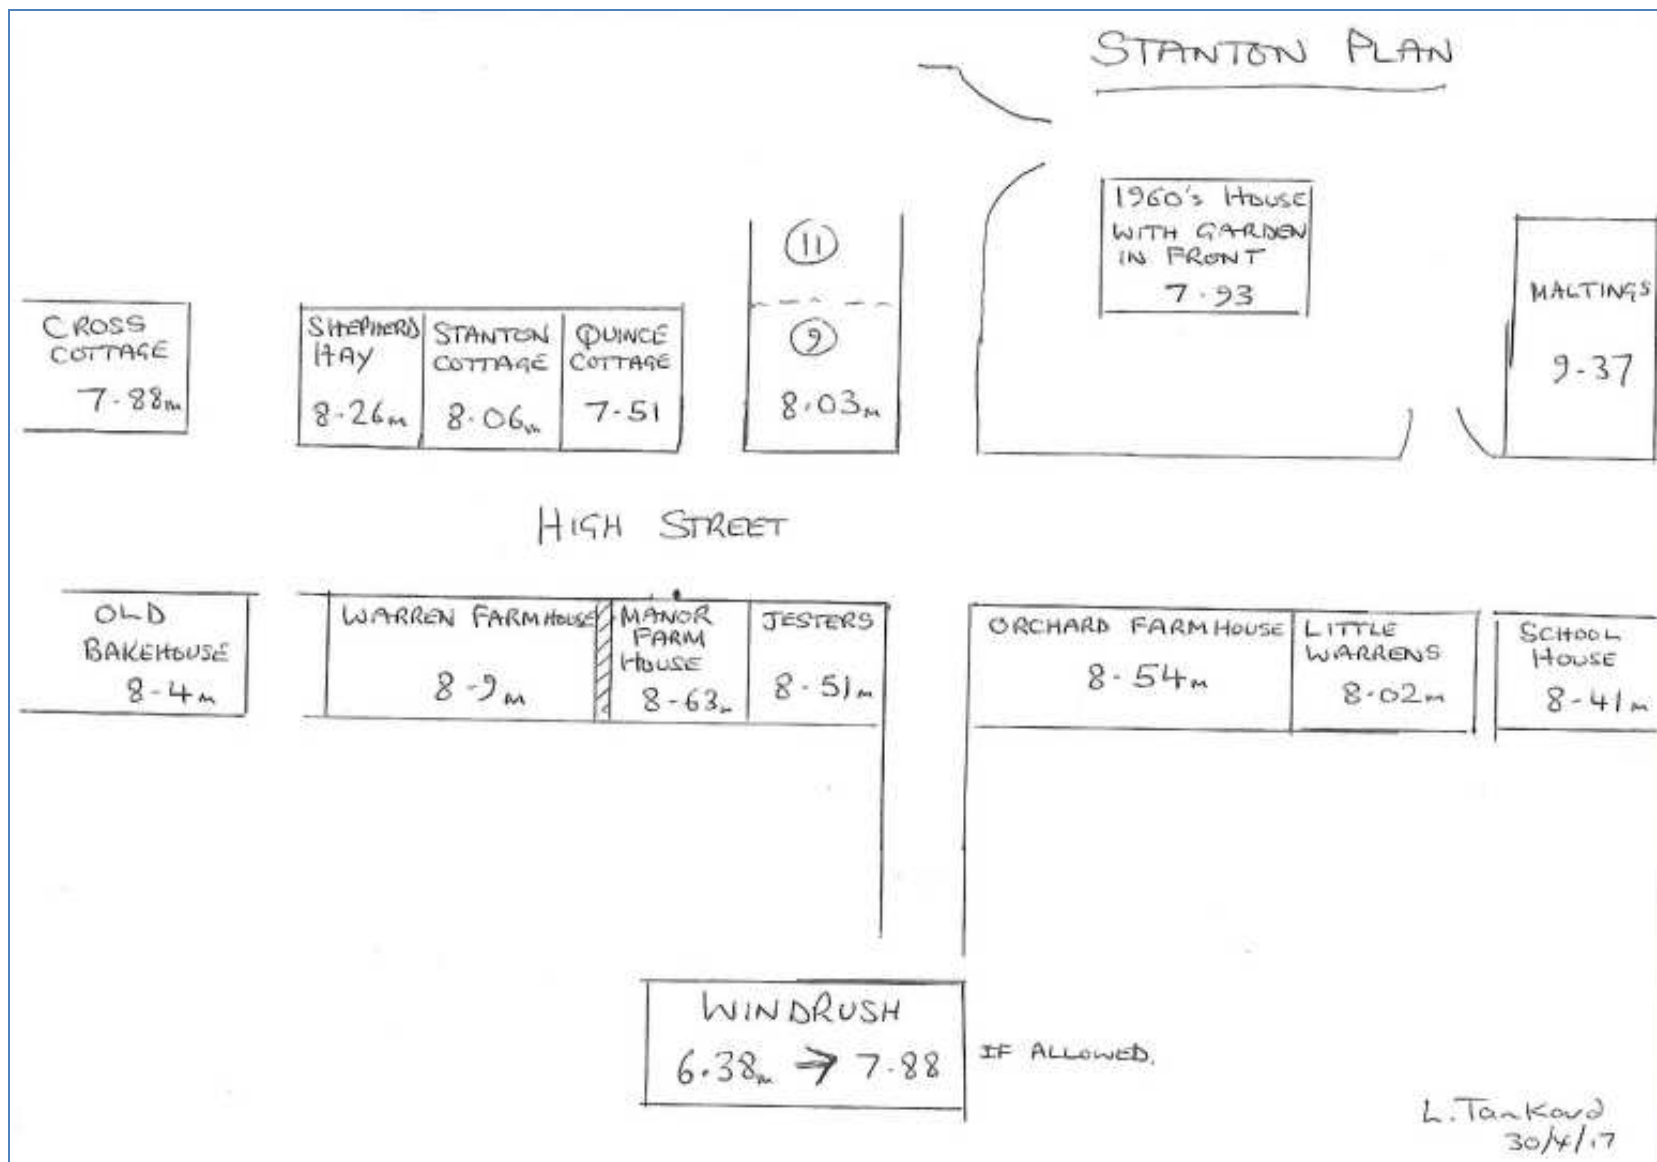 STANTON PLAN
1960's HOUSE
WITH GARDEN
IN FRONT
7.93
MALTINGS
9.37
11
9
8.03m
CROSS
COTTAGE
7.88m
SHEPHERD
HAY
8.26m
STANTON
COTTAGE
8.06m
QUINCE
COTTAGE
7.51
HIGH STREET
OLD
BAKEHOUSE
8-4m
WARREN FARMHOUSE
8-9m
MANOR
FARM
HOUSE
8-63m
JESTERS
8-51m
ORCHARD FARMHOUSE
8-54m
LITTLE
WARRENS
8-02m
SCHOOL
HOUSE
8-41m
WINDRUSH
6.38m → 7.88
IF ALLOWED.
L.
30/4/17